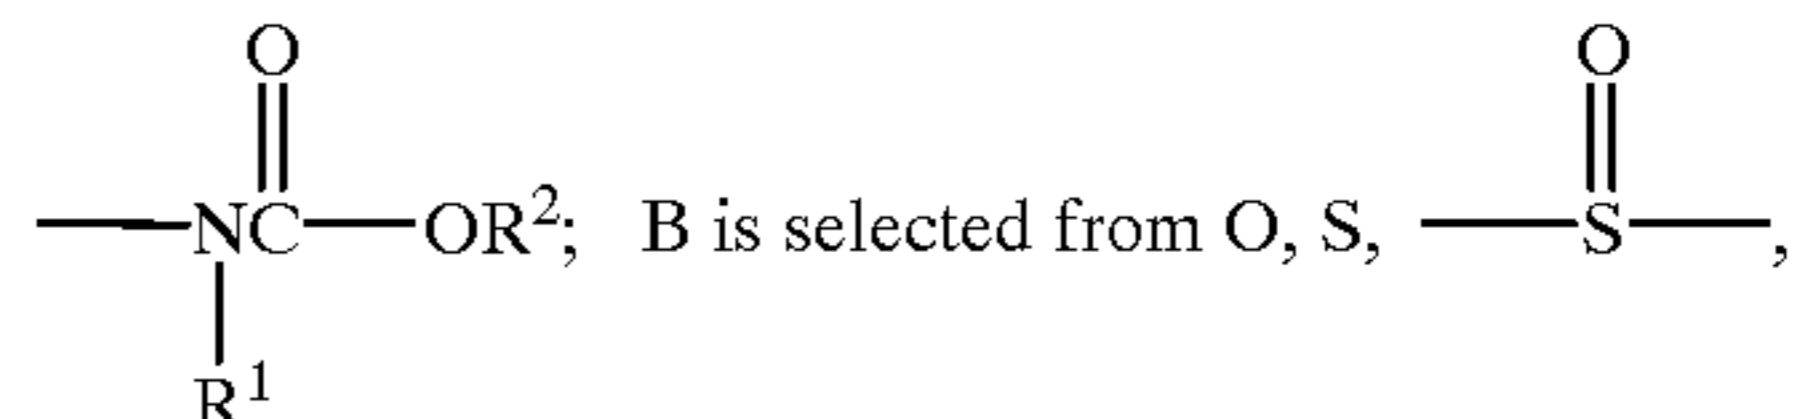 O O
NC OR²; B is selected from O, S, S ,
R¹